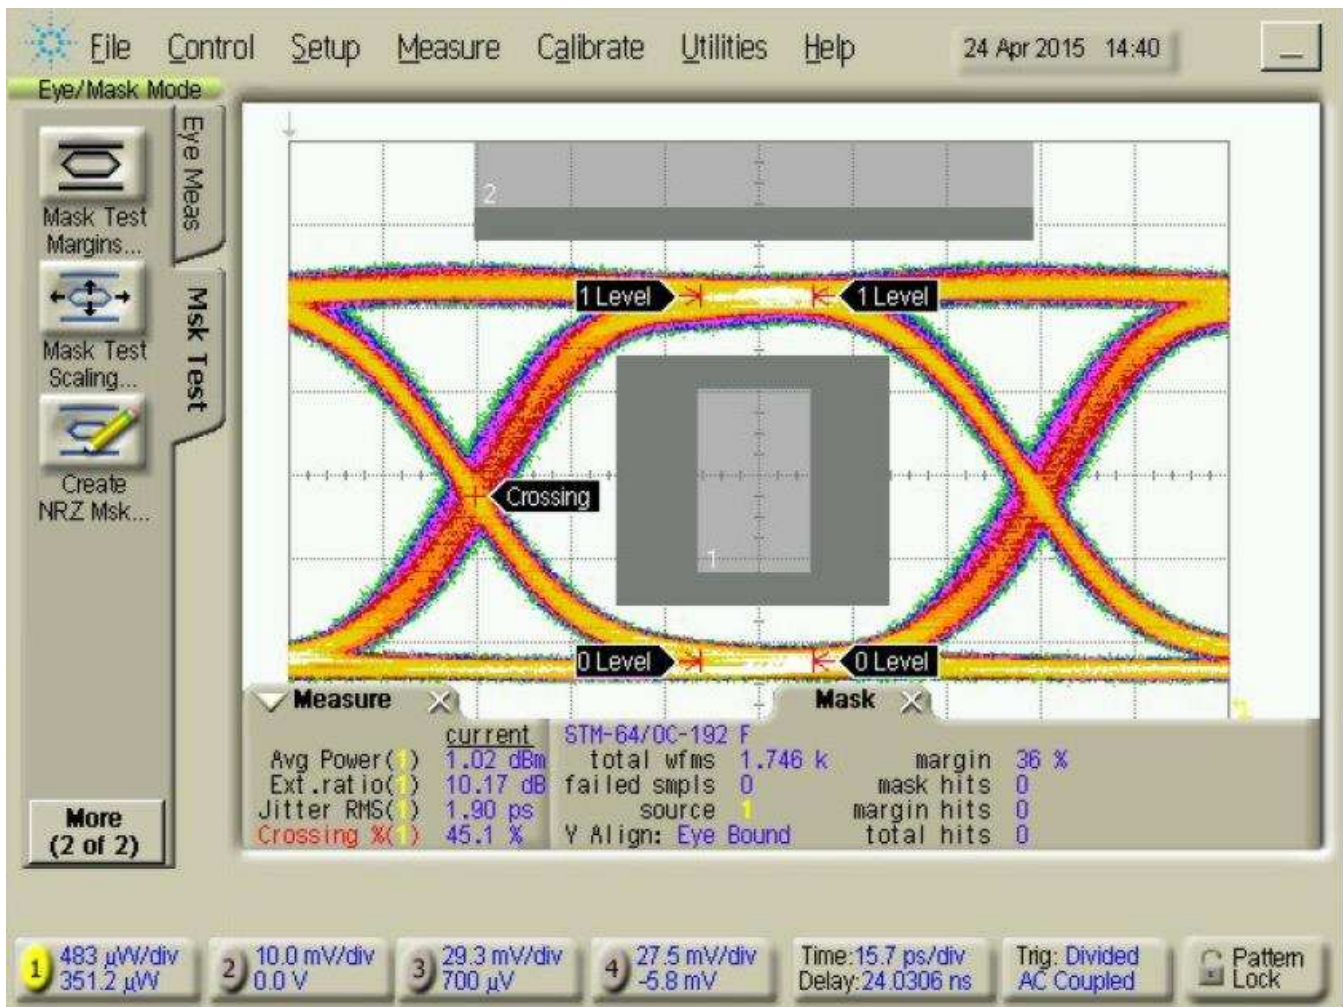 File Control Setup Measure Calibrate Utilities Help 24 Apr 2015 14:40
Eye/Mask Mode
Eye Meas
Msk Test
Mask Test
Margins...
Mask Test
Scaling...
Create
NRZ Msk...
More
(2 of 2)
2
1 Level 1 Level
Crossing
1
0 Level 0 Level
Measure
current
Avg Power(1) 1.02 dBm
Ext.ratio(1) 10.17 dB
Jitter RMS(1) 1.90 ps
Crossing %(1) 45.1 %
Mask
STM-64/OC-192 F
total wfms 1.746 k margin 36 %
failed smpls 0 mask hits 0
source 1 margin hits 0
Y Align: Eye Bound total hits 0
1 483 µW/div
351.2 µW
2 10.0 mV/div
0.0 V
3 29.3 mV/div
700 µV
4 27.5 mV/div
-5.8 mV
Time:15.7 ps/div
Delay:24.0306 ns
Trig: Divided
AC Coupled
Pattern
Lock